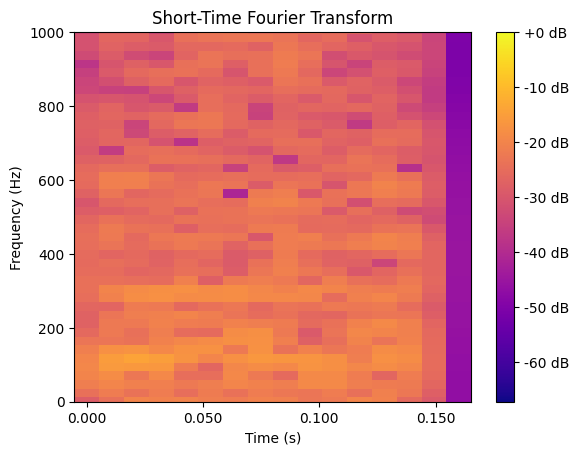 Short-Time Fourier Transform
1000
800
600
400
200
0
Frequency (Hz)
0.000
0.050
0.100
0.150
Time (s)
+0 dB
-10 dB
-20 dB
-30 dB
-40 dB
-50 dB
-60 dB